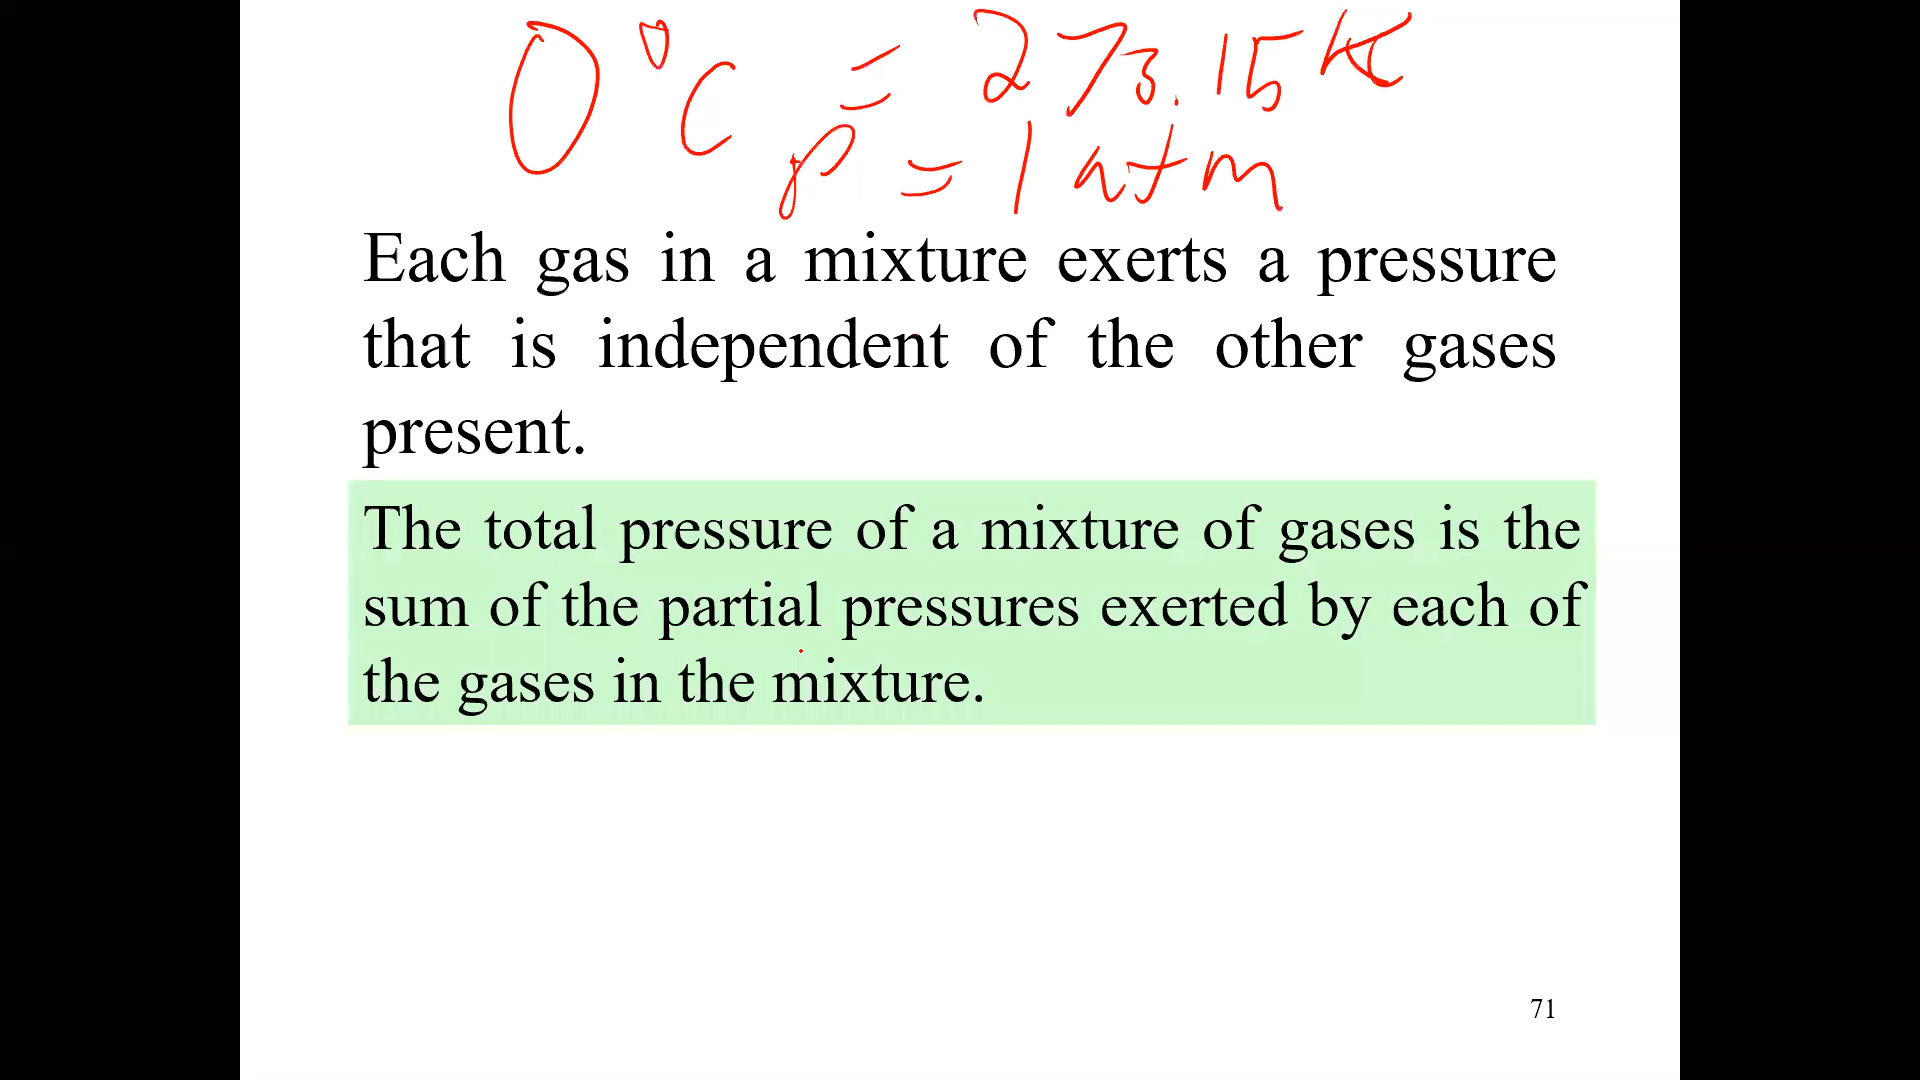 0°C = 273.15 K
P = 1 atm
Each gas in a mixture exerts a pressure
that is independent of the other gases
present.
The total pressure of a mixture of gases is the
sum of the partial pressures exerted by each of
the gases in the mixture.
71